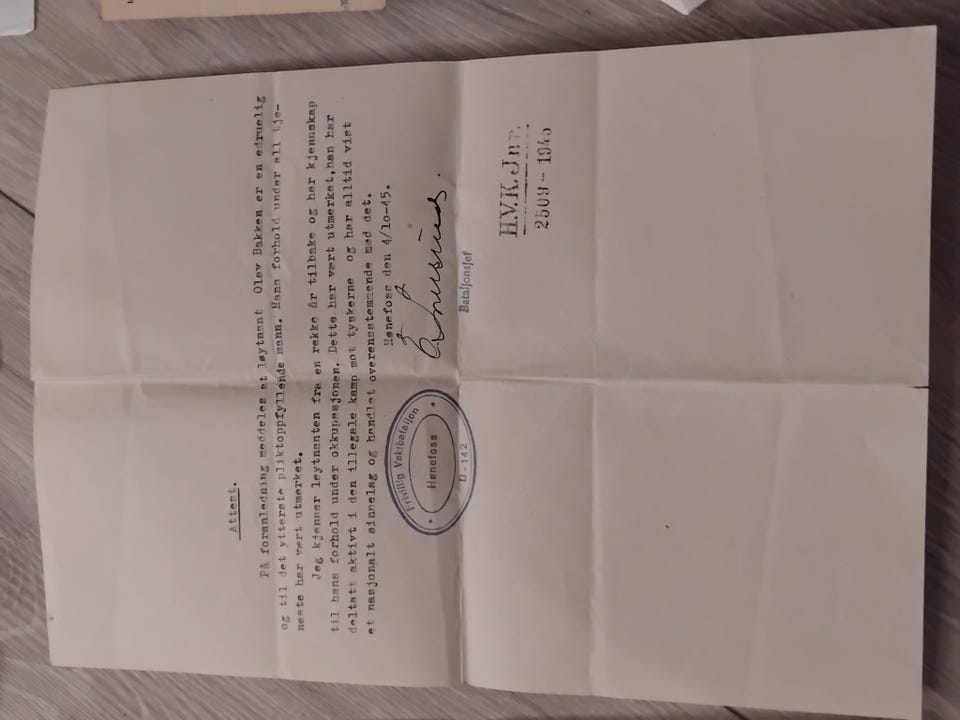 Attest.
På foranledning meddeles at løytnant Olav Bakken er en edruelig
og til det ytterste pliktoppfyllende mann. Hans forhold under all tje-
neste har vært utmerket.
Jeg kjenner løytnanten fra en rekke år tilbake og har kjennskap
til hans forhold under okkupasjonen. Dette har vært utmerket,han har
deltatt aktivt i den illegale kamp mot tyskerne og har alltid vist
et nasjonalt sinnelag og handlet overensstemmende med det.
Hønefoss den 4/10-45.
Frivillig Vaktbataljon
Hønefoss
D-142
Bataljonsjef
H.V.K. Jnr.
2509-1945